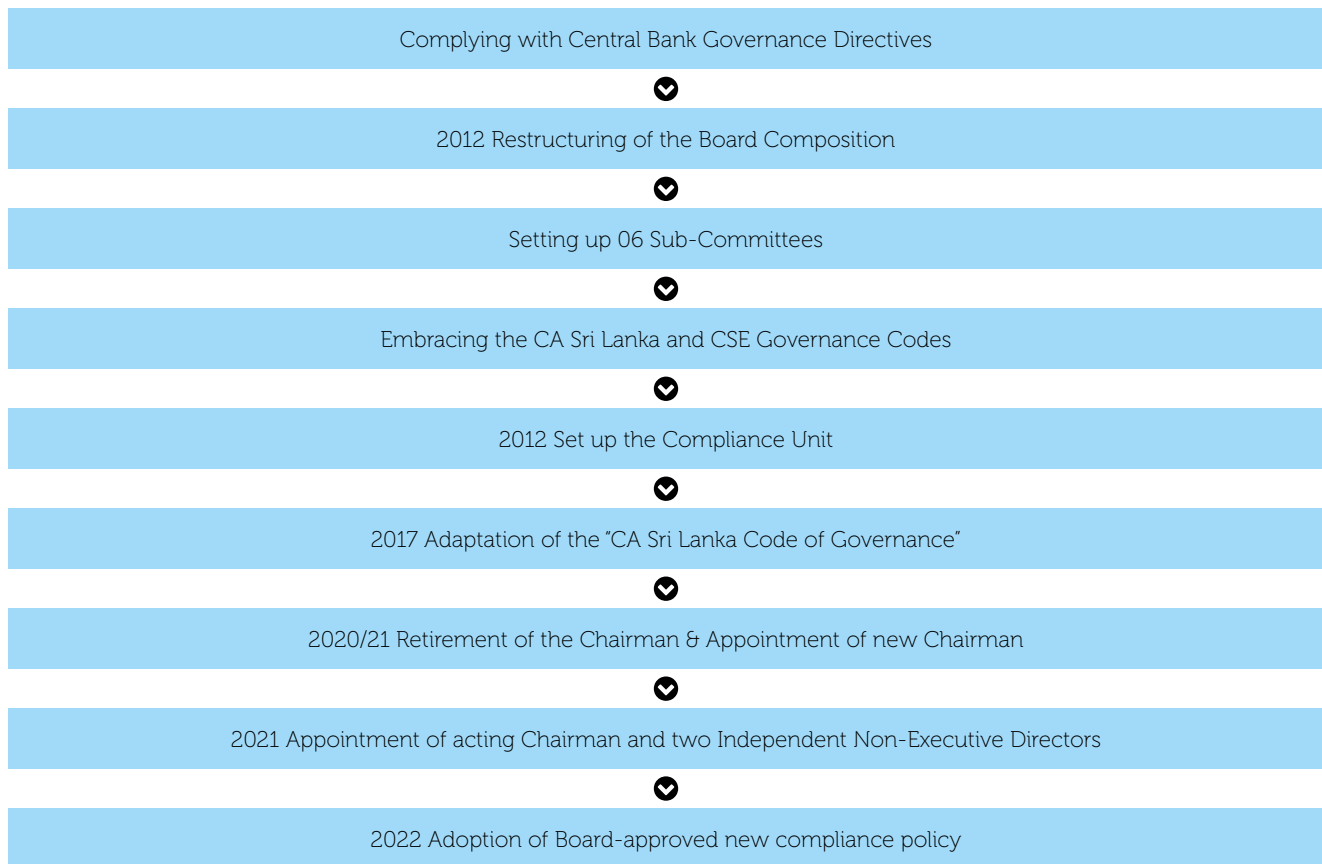 Complying with Central Bank Governance Directives
2012 Restructuring of the Board Composition
Setting up 06 Sub-Committees
Embracing the CA Sri Lanka and CSE Governance Codes
2012 Set up the Compliance Unit
2017 Adaptation of the “CA Sri Lanka Code of Governance”
2020/21 Retirement of the Chairman & Appointment of new Chairman
2021 Appointment of acting Chairman and two Independent Non-Executive Directors
2022 Adoption of Board-approved new compliance policy